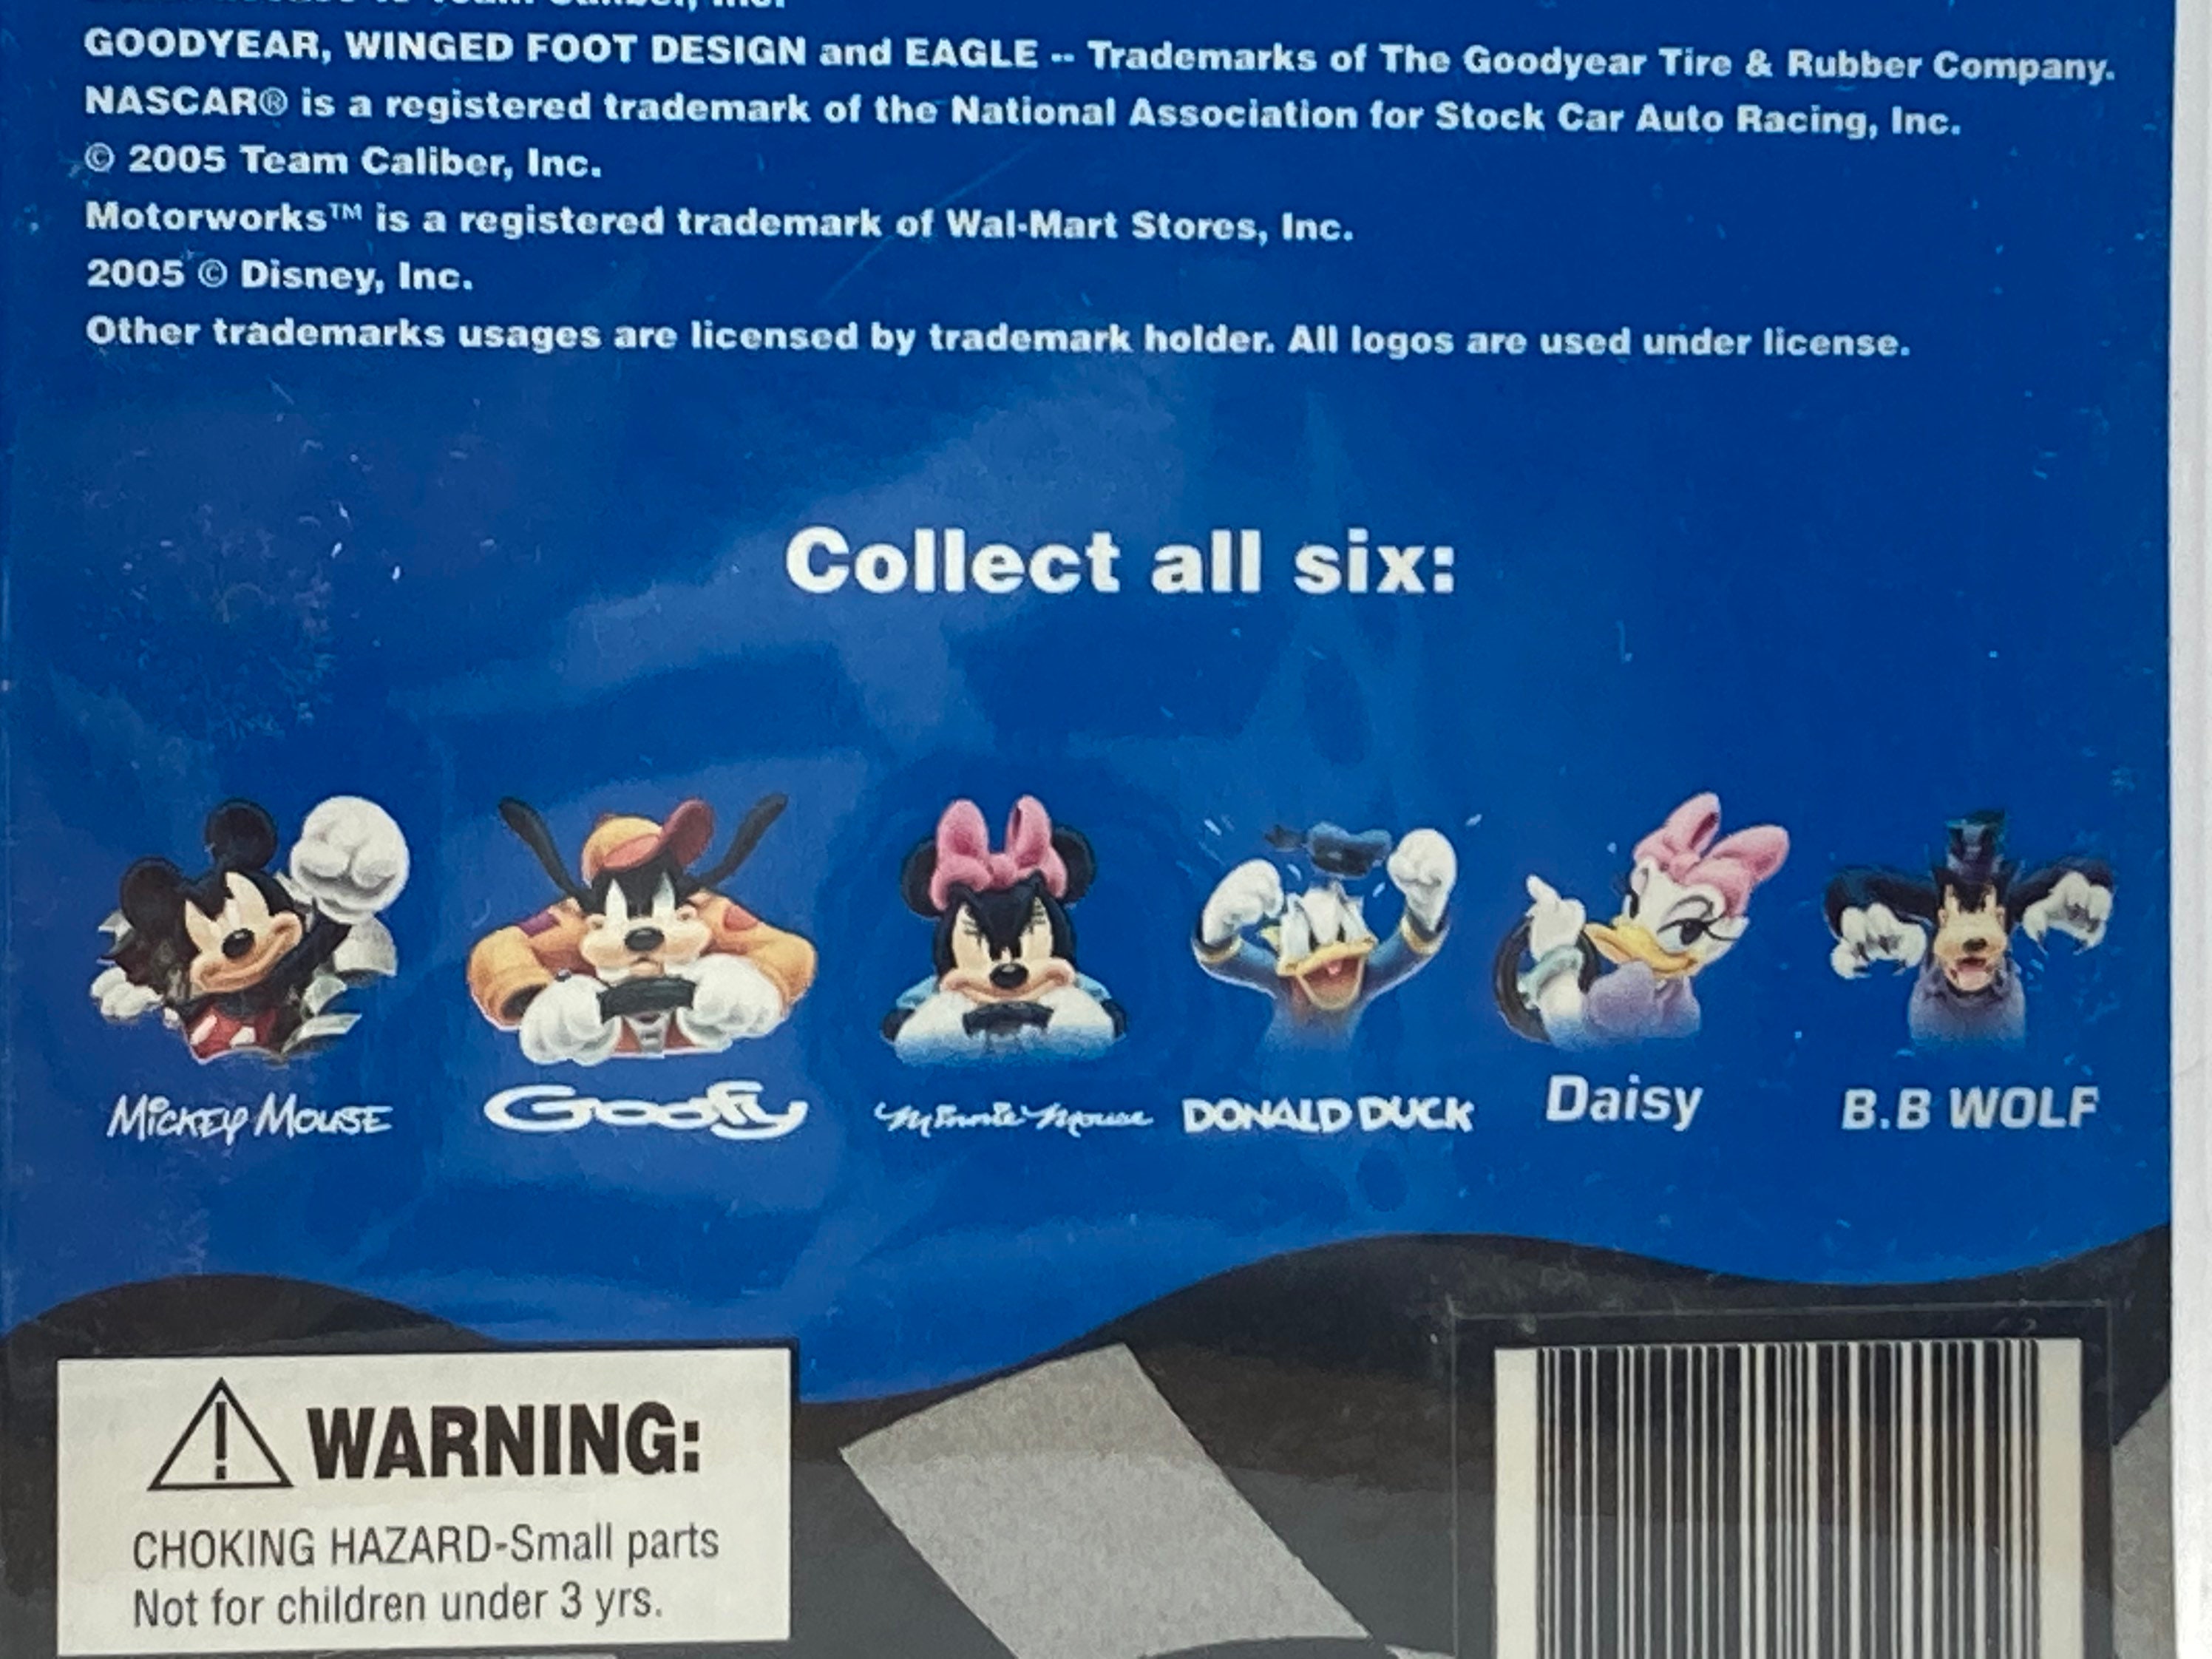 Team Caliber, Inc.
GOODYEAR, WINGED FOOT DESIGN and EAGLE -- Trademarks of The Goodyear Tire & Rubber Company.
NASCAR® is a registered trademark of the National Association for Stock Car Auto Racing, Inc.
© 2005 Team Caliber, Inc.
Motorworks™ is a registered trademark of Wal-Mart Stores, Inc.
2005 © Disney, Inc.
Other trademarks usages are licensed by trademark holder. All logos are used under license.
Collect all six:
MICKEY MOUSE
Goofy
Minnie Mouse
DONALD DUCK
Daisy
B.B WOLF
WARNING:
CHOKING HAZARD-Small parts
Not for children under 3 yrs.